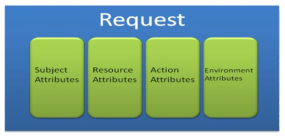 Request
Subject
Attributes
Resource
Attributes
Action
Attributes
Environment
Attributes